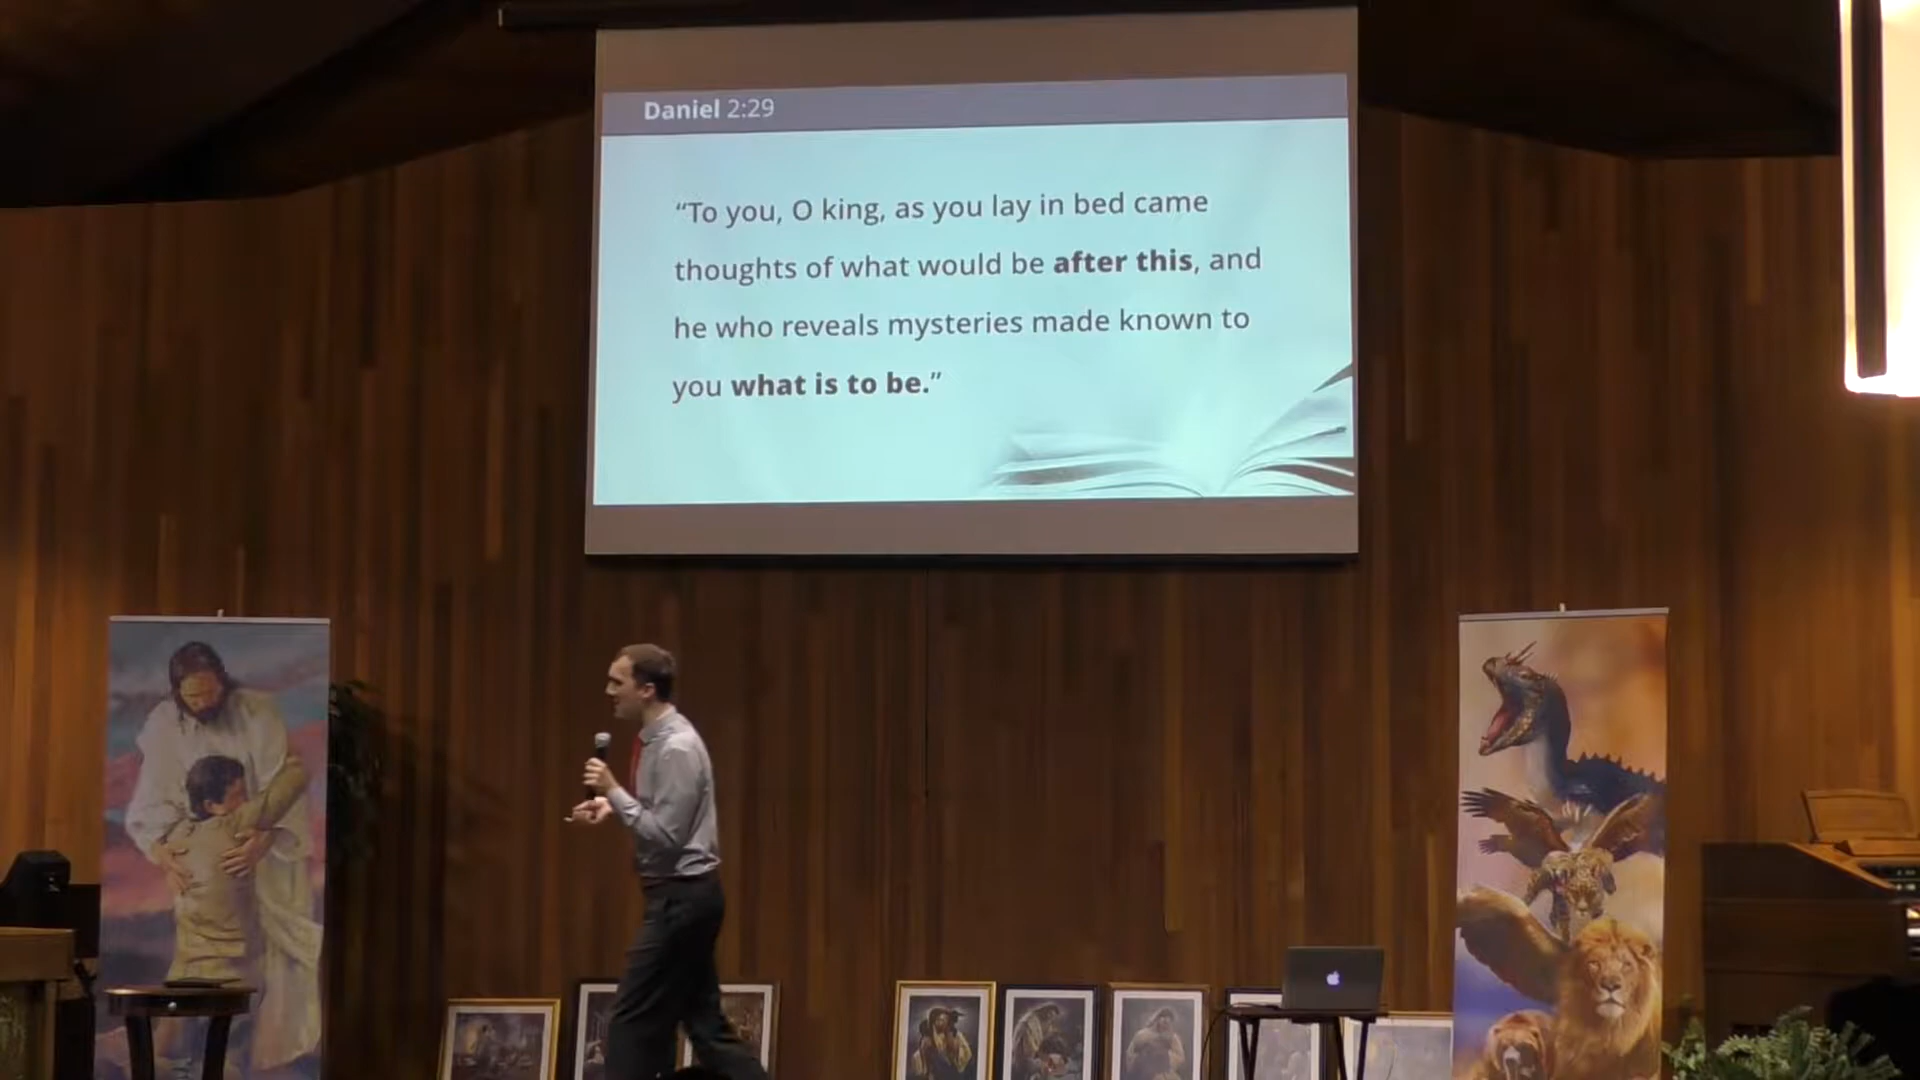 Daniel 2:29
“To you, O king, as you lay in bed came
thoughts of what would be after this, and
he who reveals mysteries made known to
you what is to be.”